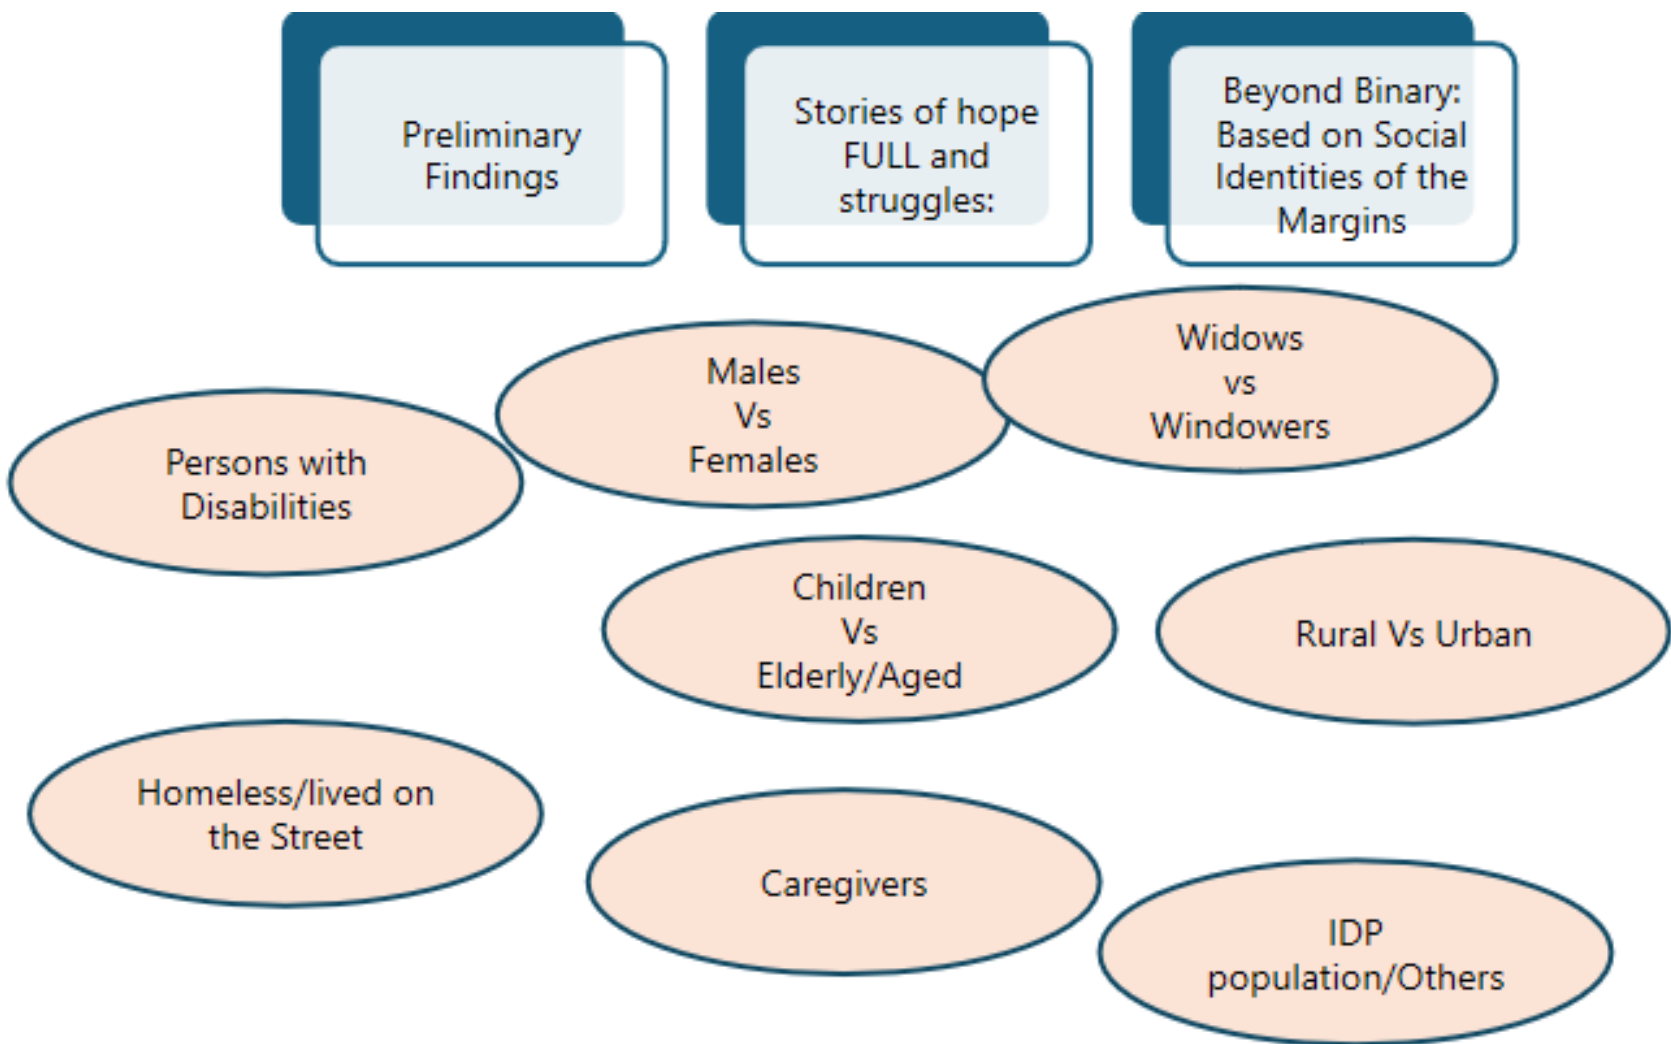 Preliminary
Findings
Stories of hope
FULL and
struggles:
Beyond Binary:
Based on Social
Identities of the
Margins
Widows
vs
Windowers
Males
Vs
Females
Persons with
Disabilities
Children
Vs
Elderly/Aged
Rural Vs Urban
Homeless/lived on
the Street
Caregivers
IDP
population/Others